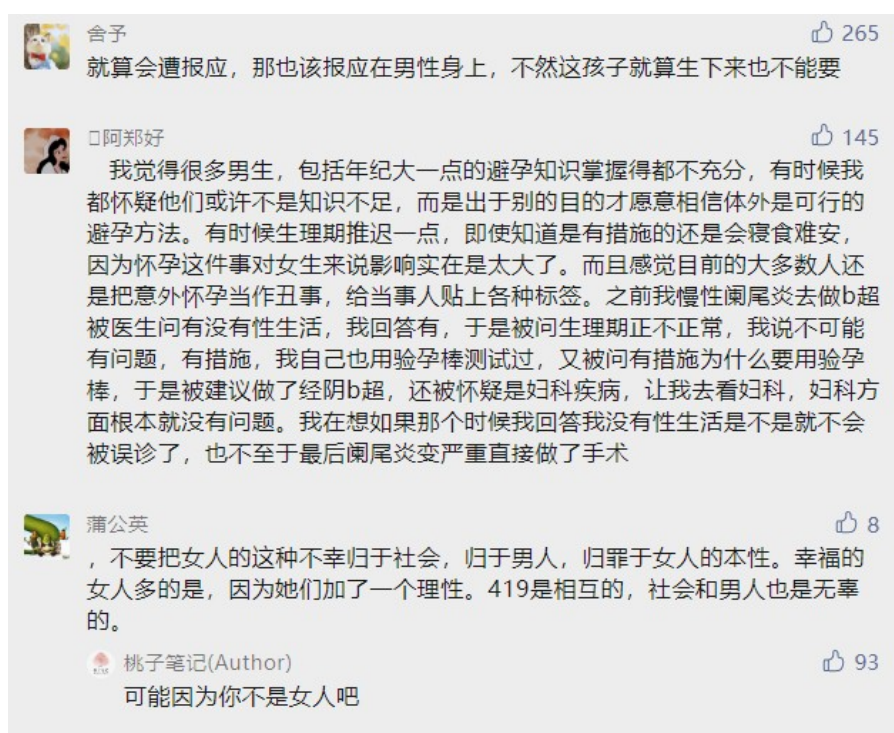 舍予
265
就算会遭报应，那也该报应在男性身上，不然这孩子就算生下来也不能要
阿郑好
145
我觉得很多男生，包括年纪大一点的避孕知识掌握得都不充分，有时候我
都怀疑他们或许不是知识不足，而是出于别的目的才愿意相信体外是可行的
避孕方法。有时候生理期推迟一点，即使知道是有措施的还是会寝食难安，
因为怀孕这件事对女生来说影响实在是太大了。而且感觉目前的大多数人还
是把意外怀孕当作丑事，给当事人贴上各种标签。之前我慢性阑尾炎去做b超
被医生问有没有性生活，我回答有，于是被问生理期正不正常，我说不可能
有问题，有措施，我自己也用验孕棒测试过，又被问有措施为什么要用验孕
棒，于是被建议做了经阴b超，还被怀疑是妇科疾病，让我去看妇科，妇科方
面根本就没有问题。我在想如果那个时候我回答我没有性生活是不是就不会
被误诊了，也不至于最后阑尾炎变严重直接做了手术
蒲公英
8
，不要把女人的这种不幸归于社会，归于男人，归罪于女人的本性。幸福的
女人多的是，因为她们加了一个理性。419是相互的，社会和男人也是无辜
的。
桃子笔记(Author)
93
可能因为你不是女人吧